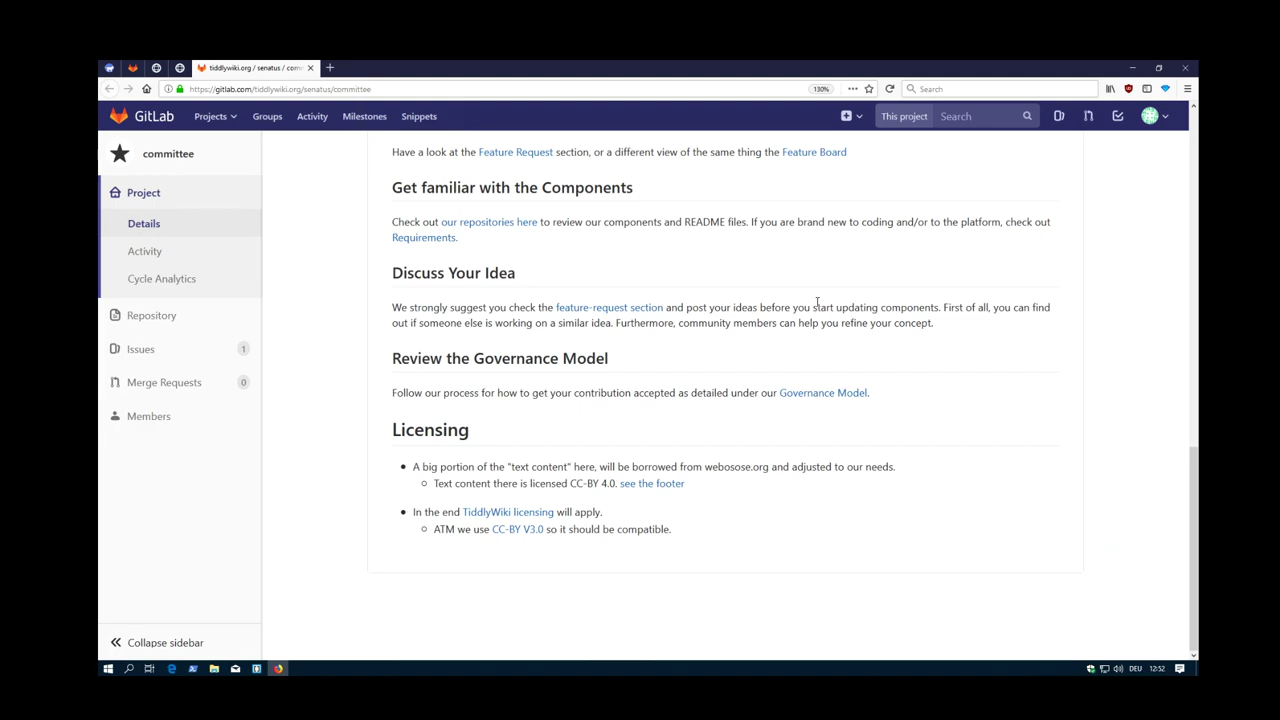 tiddlywiki.org / senatus / com
https://gitlab.com/tiddlywiki.org/senatus/committee
130%
Search
GitLab
Projects
Groups
Activity
Milestones
Snippets
This project
Search
committee
Project
Details
Activity
Cycle Analytics
Repository
Issues
1
Merge Requests
0
Members
Collapse sidebar
Have a look at the Feature Request section, or a different view of the same thing the Feature Board
Get familiar with the Components
Check out our repositories here to review our components and README files. If you are brand new to coding and/or to the platform, check out
Requirements.
Discuss Your Idea
We strongly suggest you check the feature-request section and post your ideas before you start updating components. First of all, you can find
out if someone else is working on a similar idea. Furthermore, community members can help you refine your concept.
Review the Governance Model
Follow our process for how to get your contribution accepted as detailed under our Governance Model.
Licensing
A big portion of the "text content" here, will be borrowed from webosose.org and adjusted to our needs.
Text content there is licensed CC-BY 4.0. see the footer
In the end TiddlyWiki licensing will apply.
ATM we use CC-BY V3.0 so it should be compatible.
DEU
12:52